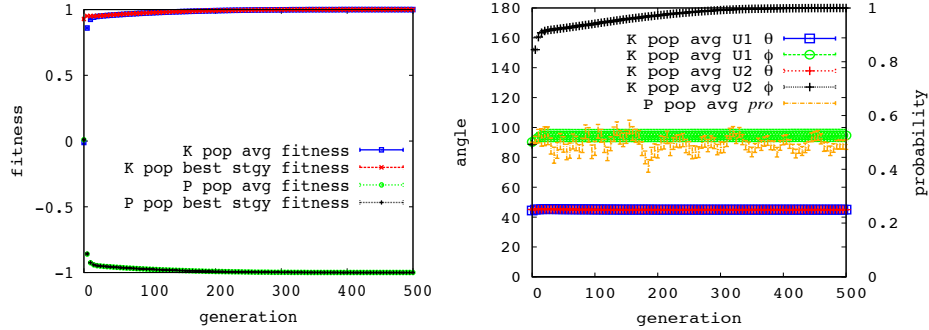 1
0.5
0
−0.5
−1
fitness
K pop avg fitness
K pop best stgy fitness
P pop avg fitness
P pop best stgy fitness
0 100 200 300 400 500
generation
180
160
140
120
100
80
60
40
20
0
angle
K pop avg U1 θ
K pop avg U1 ϕ
K pop avg U2 θ
K pop avg U2 ϕ
P pop avg pro
1
0.8
0.6
0.4
0.2
0
probability
0 100 200 300 400 500
generation